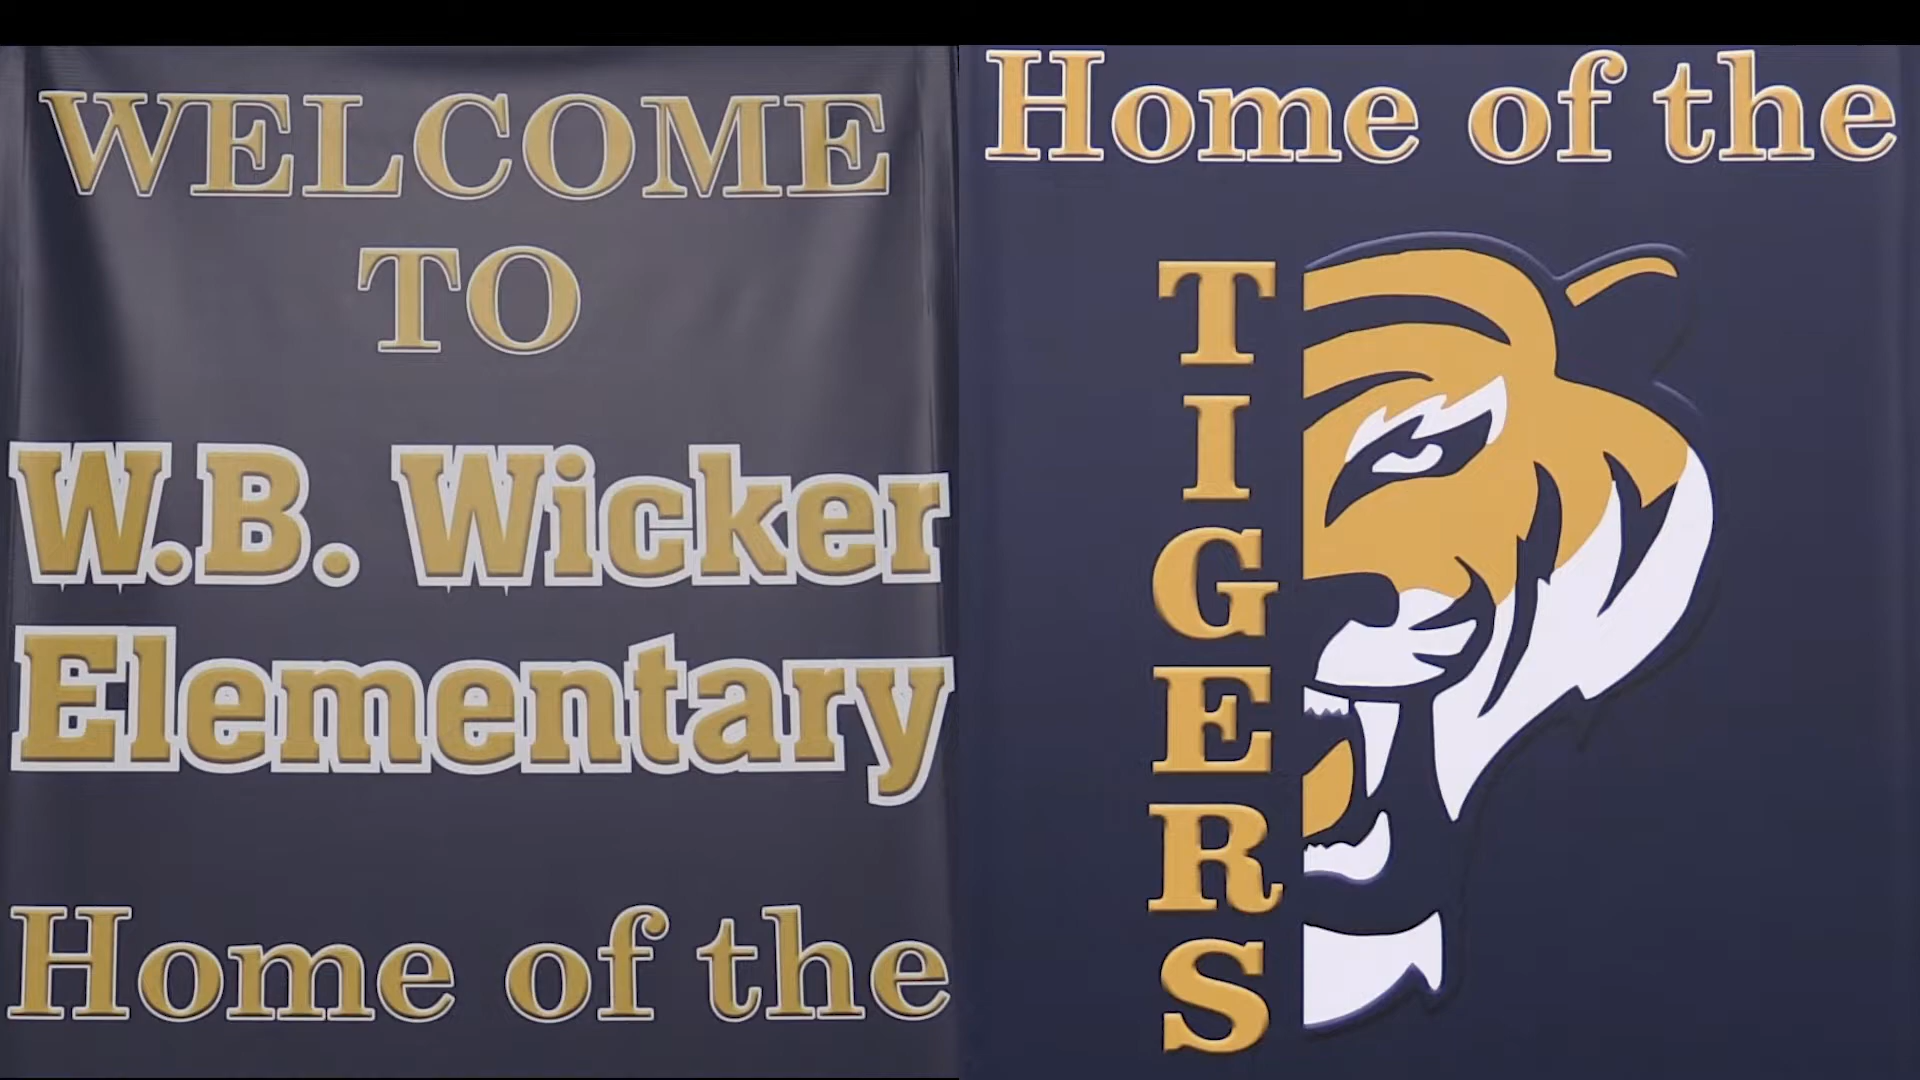 WELCOME
TO
W.B. Wicker
Elementary
Home of the
Home of the
TIGERS